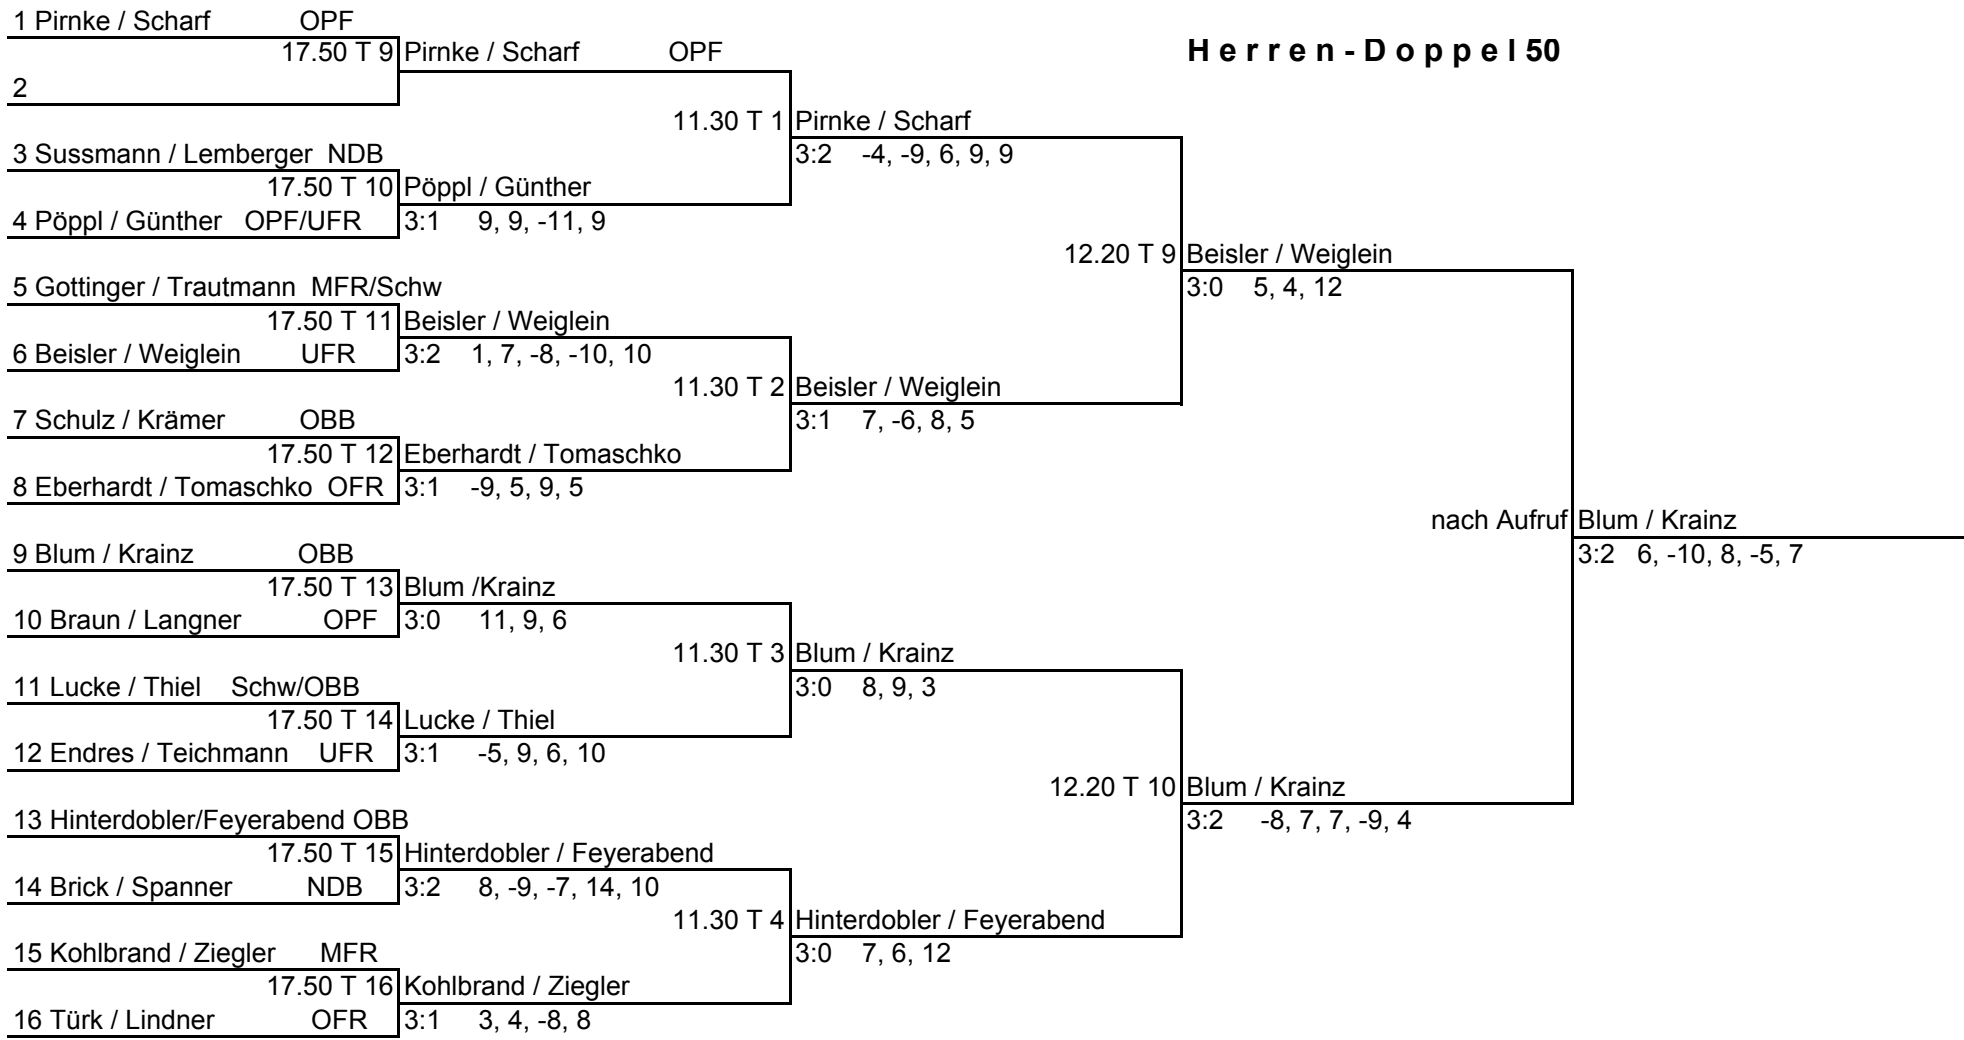 1 Pirnke / Scharf OPF
17.50 T 9 Pirnke / Scharf OPF Herren-Doppel 50
2
11.30 T 1 Pirnke / Scharf
3 Sussmann / Lemberger NDB 3:2 -4, -9, 6, 9, 9
17.50 T 10 Pöppl / Günther
4 Pöppl / Günther OPF/UFR 3:1 9, 9, -11, 9
12.20 T 9 Beisler / Weiglein
5 Gottinger / Trautmann MFR/Schw 3:0 5, 4, 12
17.50 T 11 Beisler / Weiglein
6 Beisler / Weiglein UFR 3:2 1, 7, -8, -10, 10
11.30 T 2 Beisler / Weiglein
7 Schulz / Krämer OBB 3:1 7, -6, 8, 5
17.50 T 12 Eberhardt / Tomaschko
8 Eberhardt / Tomaschko OFR 3:1 -9, 5, 9, 5
nach Aufruf Blum / Krainz
9 Blum / Krainz OBB 3:2 6, -10, 8, -5, 7
17.50 T 13 Blum /Krainz
10 Braun / Langner OPF 3:0 11, 9, 6
11.30 T 3 Blum / Krainz
11 Lucke / Thiel Schw/OBB 3:0 8, 9, 3
17.50 T 14 Lucke / Thiel
12 Endres / Teichmann UFR 3:1 -5, 9, 6, 10
12.20 T 10 Blum / Krainz
13 Hinterdobler/Feyerabend OBB 3:2 -8, 7, 7, -9, 4
17.50 T 15 Hinterdobler / Feyerabend
14 Brick / Spanner NDB 3:2 8, -9, -7, 14, 10
11.30 T 4 Hinterdobler / Feyerabend
15 Kohlbrand / Ziegler MFR 3:0 7, 6, 12
17.50 T 16 Kohlbrand / Ziegler
16 Türk / Lindner OFR 3:1 3, 4, -8, 8